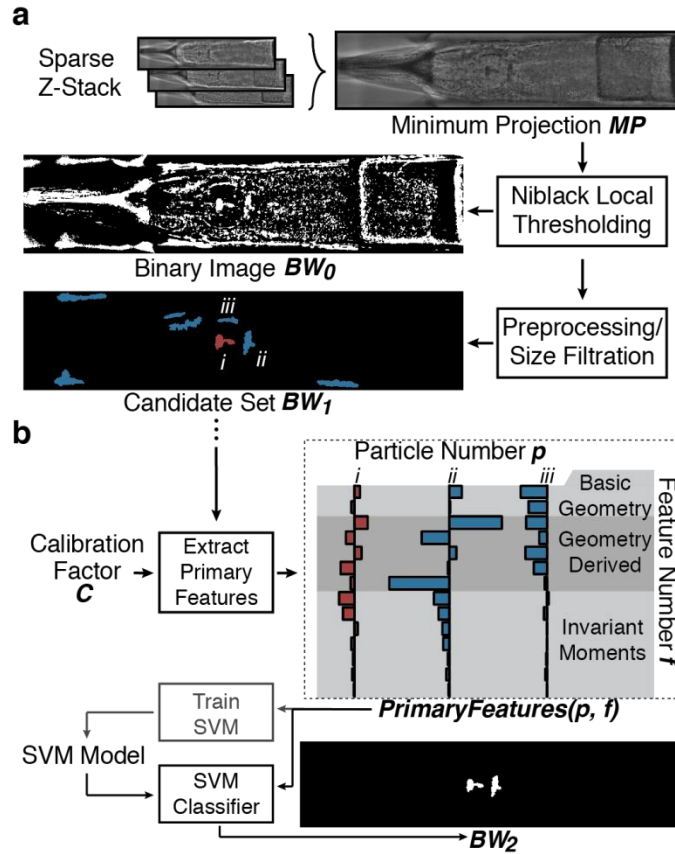 a
Sparse
Z-Stack
Minimum Projection MP
Niblack Local
Thresholding
Binary Image BW0
iii
i
ii
Preprocessing/
Size Filtration
Candidate Set BW1
b
Particle Number p
i
ii
iii
Basic
Geometry
Geometry
Derived
Invariant
Moments
Feature Number f
Calibration
Factor
C
Extract
Primary
Features
PrimaryFeatures(p, f)
Train
SVM
SVM Model
SVM
Classifier
BW2